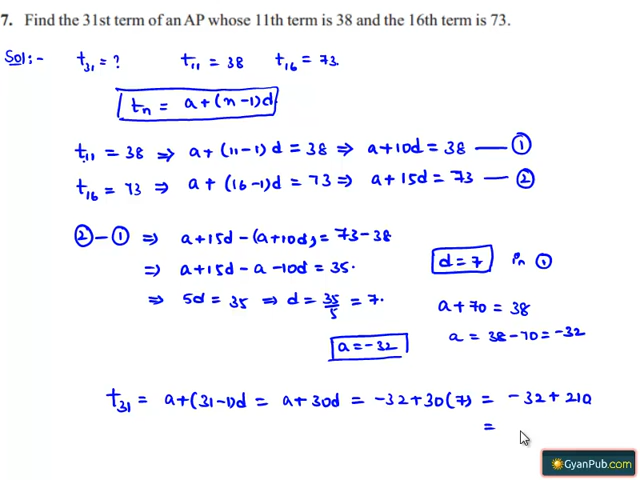 7. Find the 31st term of an AP whose 11th term is 38 and the 16th term is 73.
Sol:- t₃₁ = ? t₁₁ = 38 t₁₆ = 73.
tₙ = a+(n-1)d
t₁₁ = 38 ⇒ a+(11-1)d = 38 ⇒ a+10d = 38 — ①
t₁₆ = 73 ⇒ a+(16-1)d = 73 ⇒ a+15d = 73 — ②
②-① ⇒ a+15d-(a+10d) = 73-38
⇒ a+15d-a-10d = 35.
d = 7 in ①
⇒ 5d = 35 ⇒ d = 35/5 = 7.
a+70 = 38
a = 38-70 = -32
a = -32
t₃₁ = a+(31-1)d = a+30d = -32+30(7) = -32+210
=
GyanPub.com